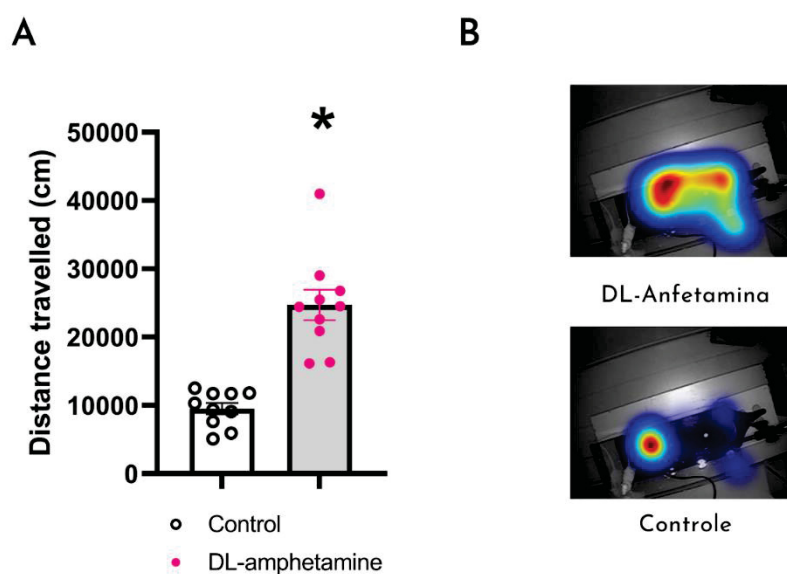 A
B
*
Distance travelled (cm)
50000
40000
30000
20000
10000
0
Control
DL-amphetamine
DL-Anfetamina
Controle